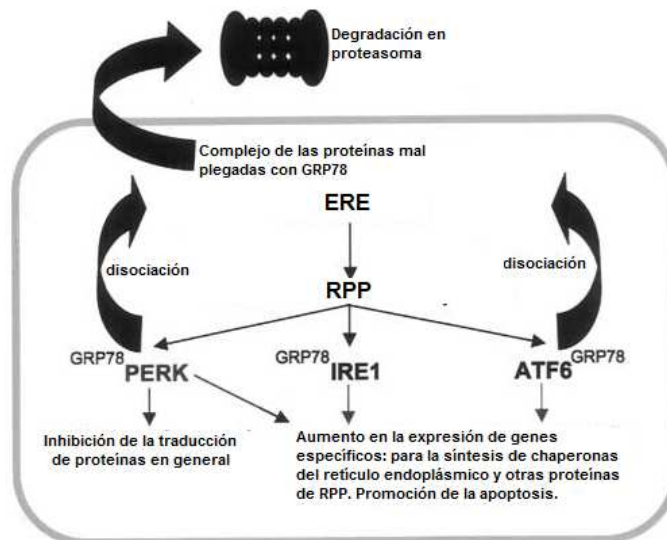 Degradación en
proteasoma
Complejo de las proteínas mal
plegadas con GRP78
ERE
disociación
disociación
RPP
GRP78
PERK
GRP78
IRE1
GRP78
ATF6
Inhibición de la traducción
de proteínas en general
Aumento en la expresión de genes
específicos: para la síntesis de chaperonas
del retículo endoplásmico y otras proteínas
de RPP. Promoción de la apoptosis.